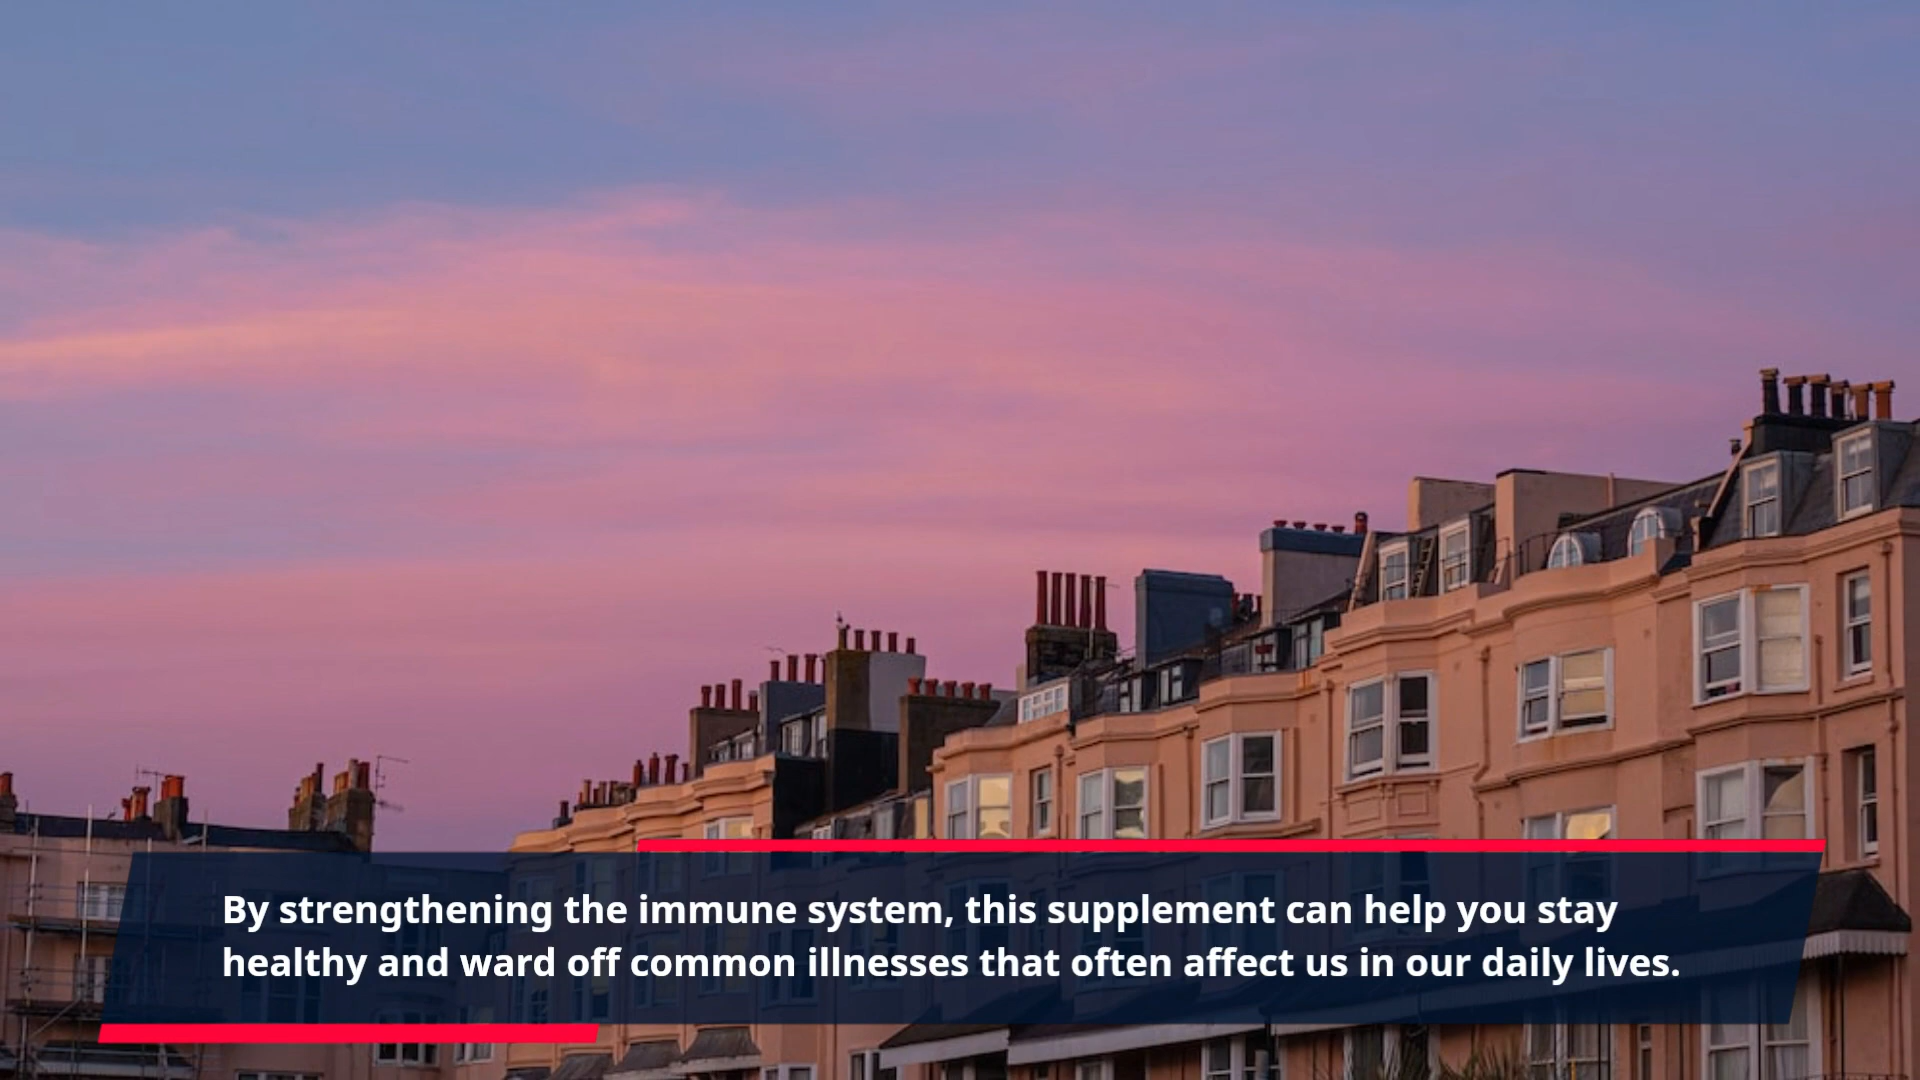 By strengthening the immune system, this supplement can help you stay
healthy and ward off common illnesses that often affect us in our daily lives.